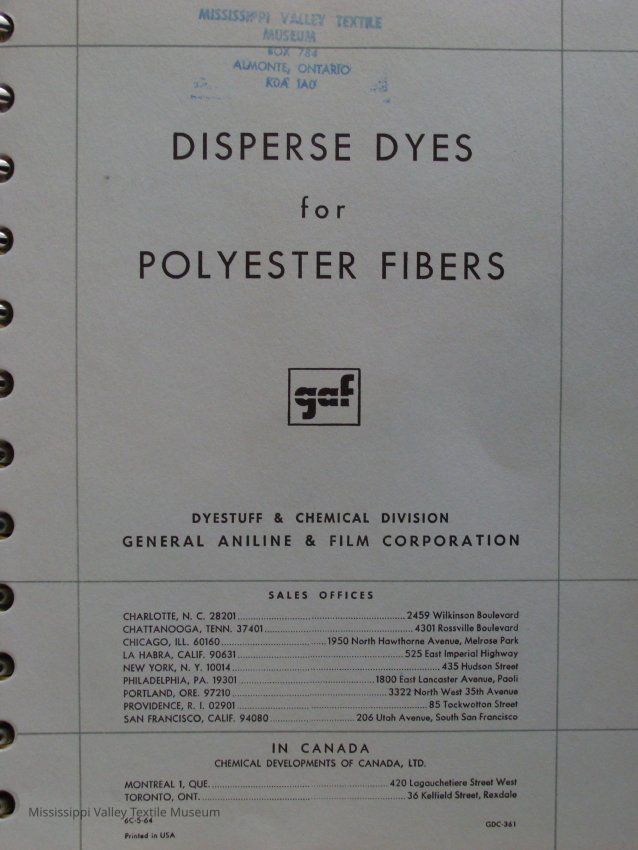 MISSISSIPPI VALLEY TEXTILE
MUSEUM
BOX 784
ALMONTE, ONTARIO
K0A 1A0
DISPERSE DYES
for
POLYESTER FIBERS
gaf
DYESTUFF & CHEMICAL DIVISION
GENERAL ANILINE & FILM CORPORATION
SALES OFFICES
CHARLOTTE, N. C. 28201 2459 Wilkinson Boulevard
CHATTANOOGA, TENN. 37401 4301 Rossville Boulevard
CHICAGO, ILL. 60160 1950 North Hawthorne Avenue, Melrose Park
LA HABRA, CALIF. 90631 525 East Imperial Highway
NEW YORK, N. Y. 10014 435 Hudson Street
PHILADELPHIA, PA. 19301 1800 East Lancaster Avenue, Paoli
PORTLAND, ORE. 97210 3322 North West 35th Avenue
PROVIDENCE, R. I. 02901 85 Tockwotton Street
SAN FRANCISCO, CALIF. 94080 206 Utah Avenue, South San Francisco
IN CANADA
CHEMICAL DEVELOPMENTS OF CANADA, LTD.
MONTREAL 1, QUE. 420 Lagauchetiere Street West
TORONTO, ONT. 36 Kelfield Street, Rexdale
Mississippi Valley Textile Museum
6C-5-64
GDC-361
Printed in USA